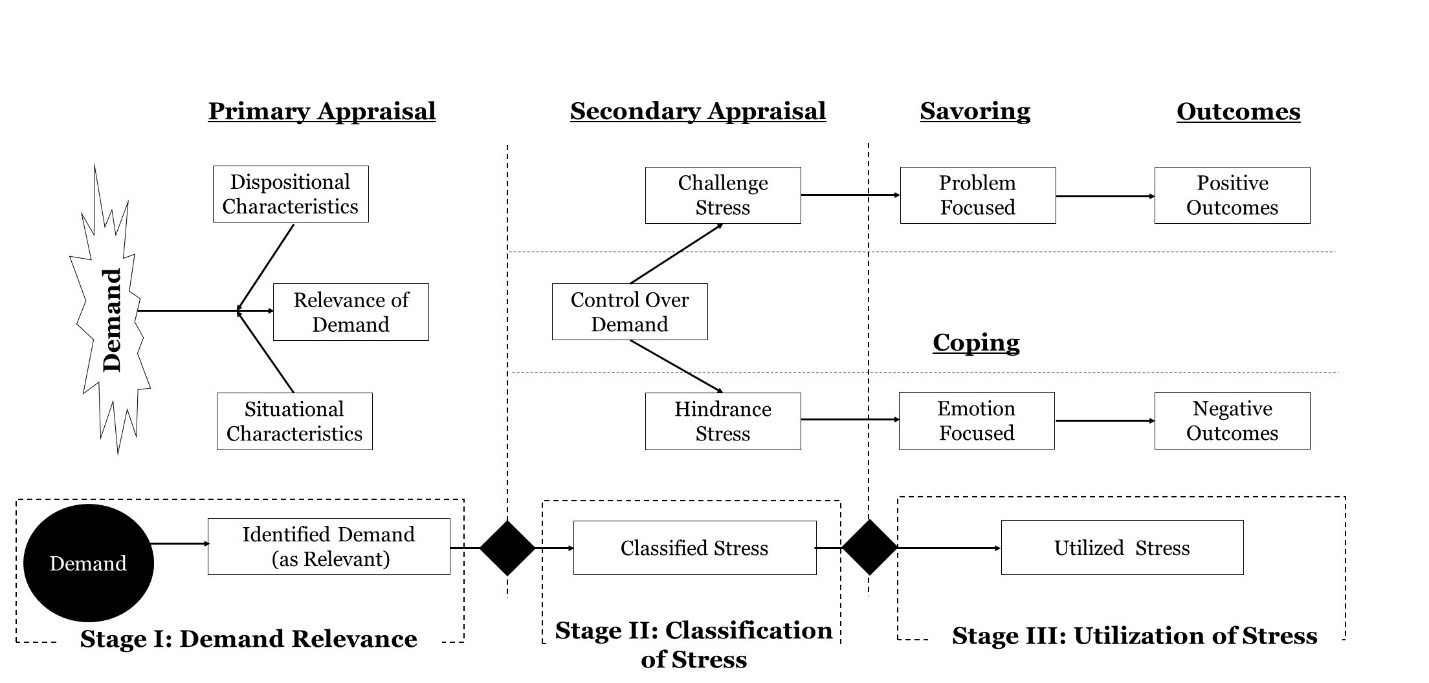 Primary Appraisal
Secondary Appraisal
Savoring
Outcomes
Dispositional
Characteristics
Challenge
Stress
Problem
Focused
Positive
Outcomes
Demand
Relevance of
Demand
Control Over
Demand
Coping
Situational
Characteristics
Hindrance
Stress
Emotion
Focused
Negative
Outcomes
Demand
Identified Demand
(as Relevant)
Classified Stress
Utilized Stress
Stage I: Demand Relevance
Stage II: Classification
of Stress
Stage III: Utilization of Stress